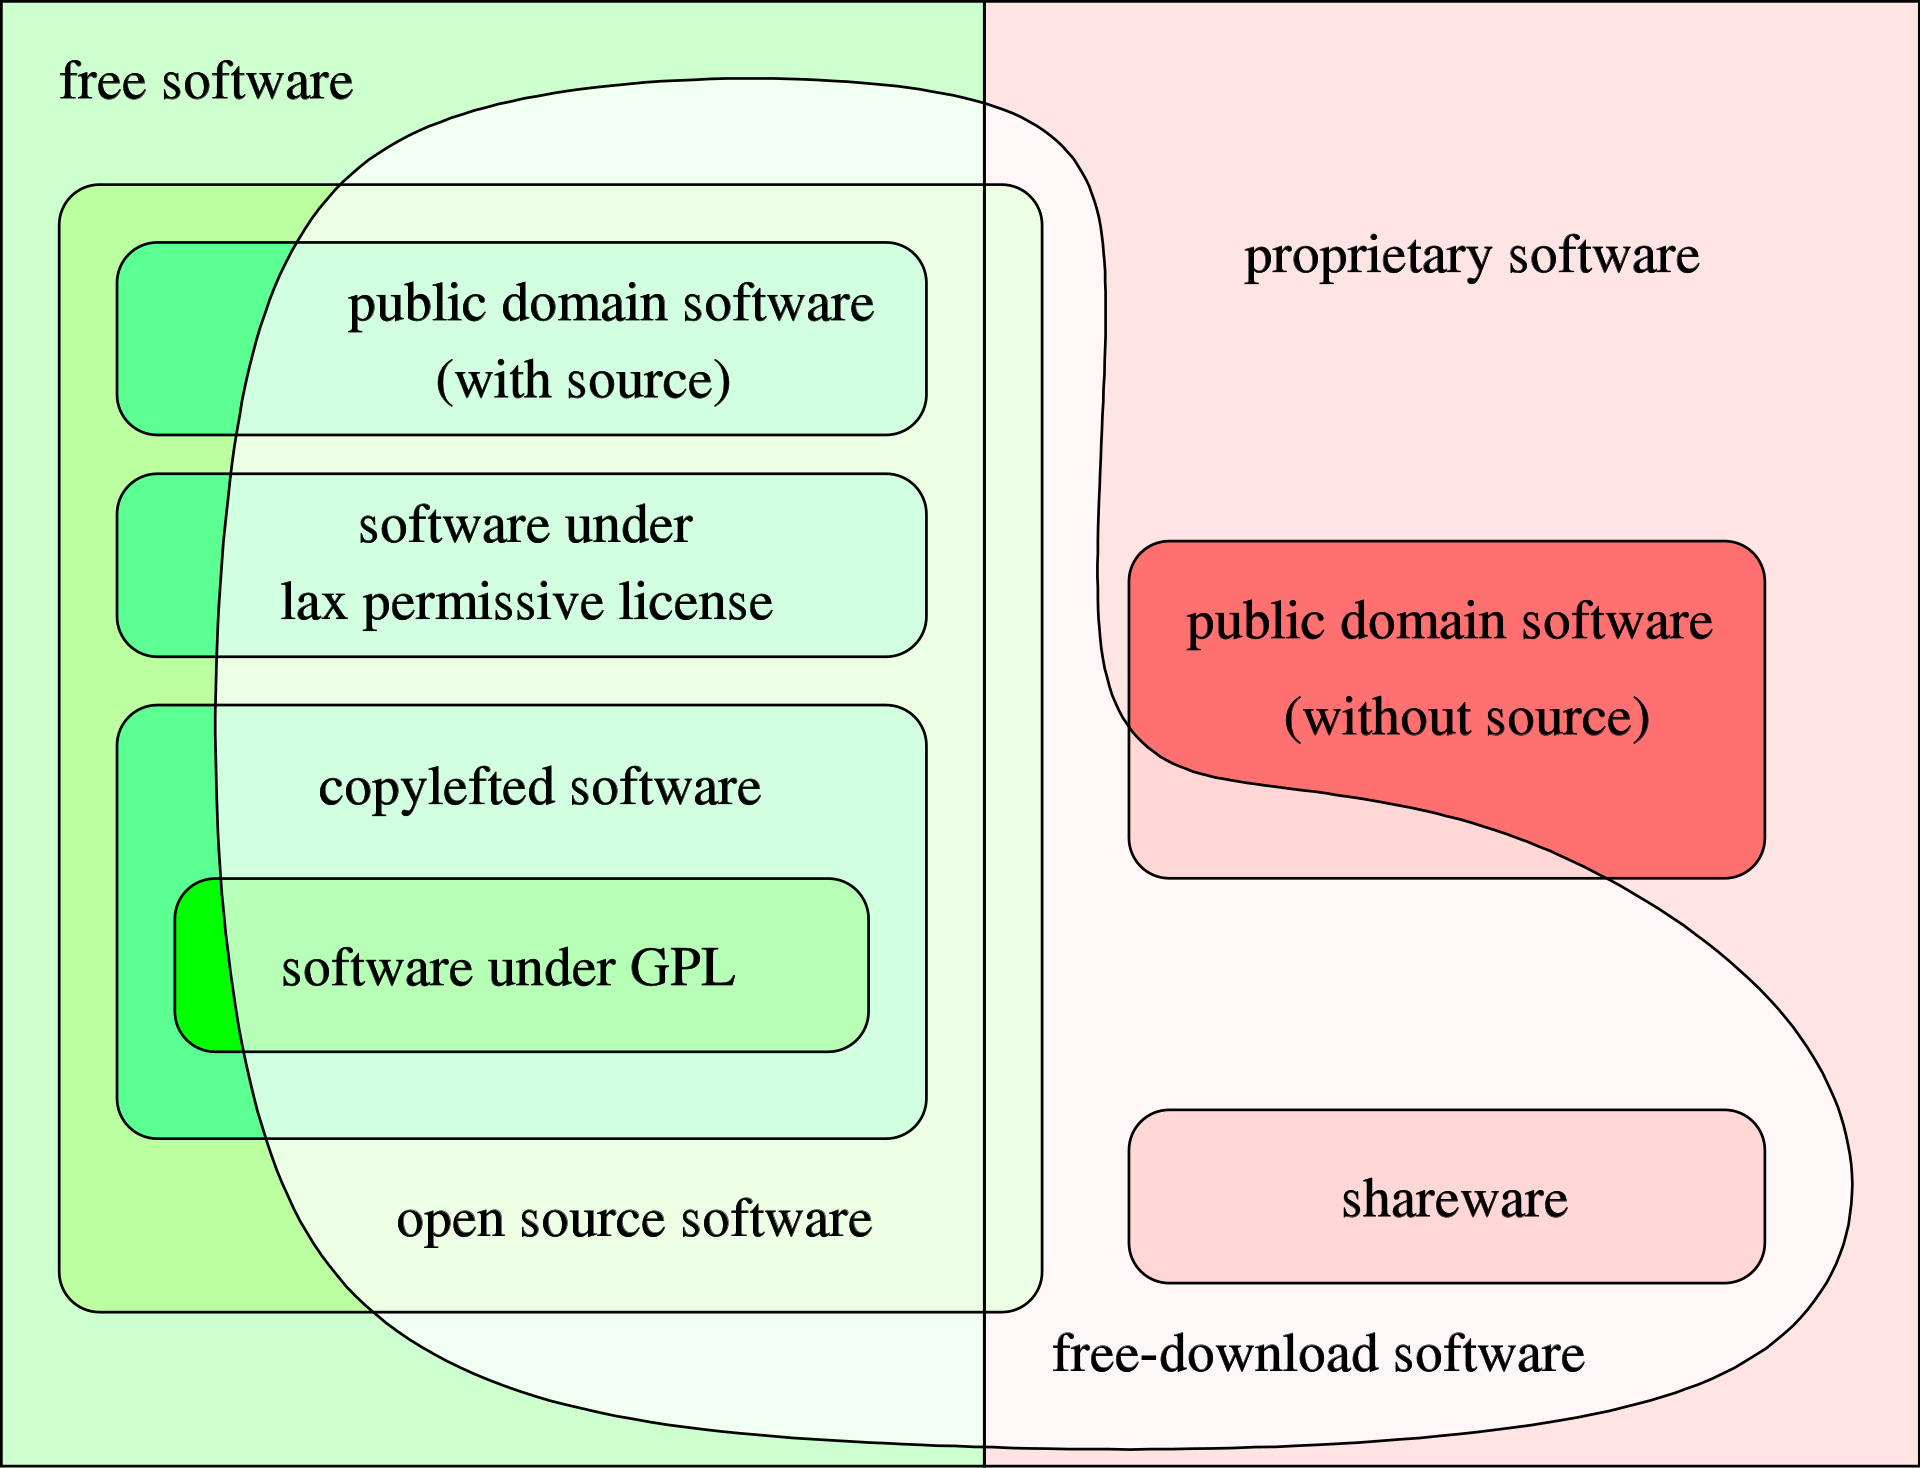 free software
proprietary software
public domain software
(with source)
software under
lax permissive license
public domain software
(without source)
copylefted software
software under GPL
shareware
open source software
free-download software